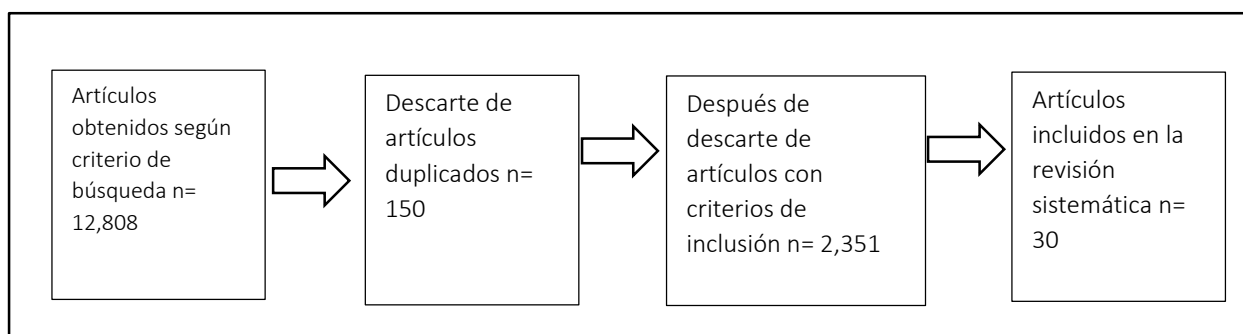 Artículos
obtenidos según
criterio de
búsqueda n=
12,808
Descarte de
artículos
duplicados n=
150
Después de
descarte de
artículos con
criterios de
inclusión n= 2,351
Artículos
incluidos en la
revisión
sistemática n=
30